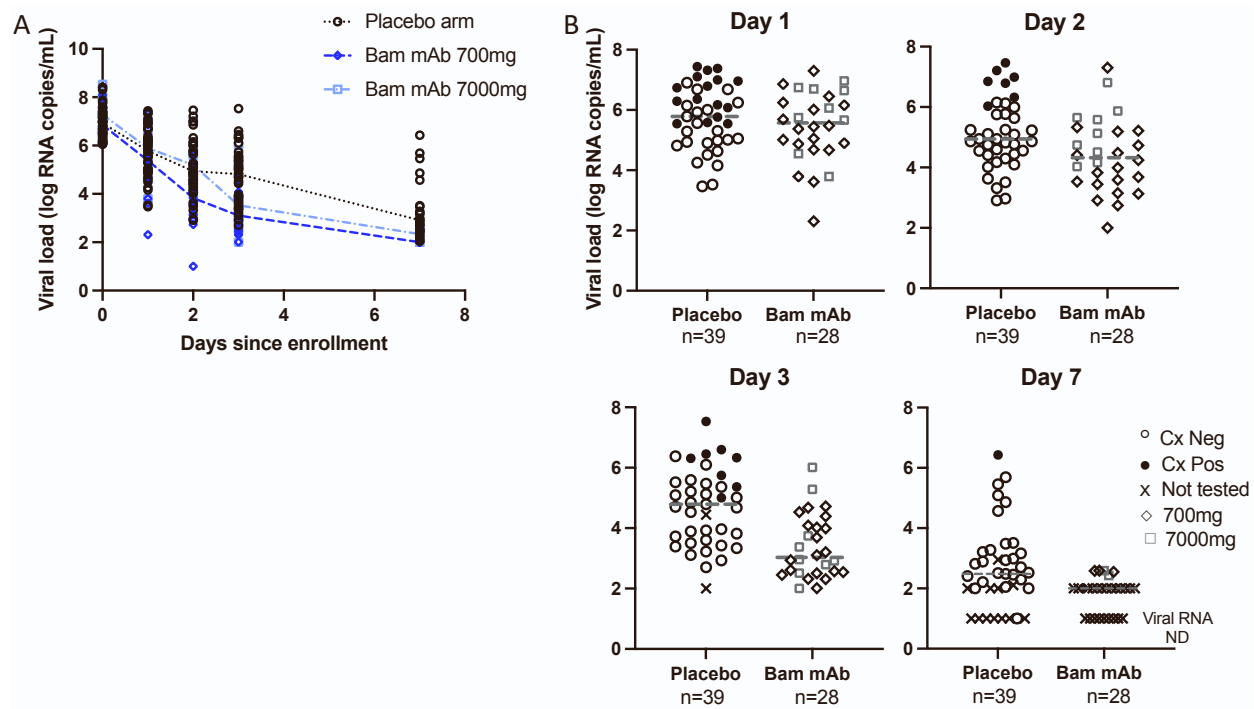 A
Placebo arm
Bam mAb 700mg
Bam mAb 7000mg
Viral load (log RNA copies/mL)
10
8
6
4
2
0
0 2 4 6 8
Days since enrollment
B
Day 1
Viral load (log RNA copies/mL)
8
6
4
2
0
Placebo Bam mAb
n=39 n=28
Day 2
8
6
4
2
0
Placebo Bam mAb
n=39 n=28
Day 3
8
6
4
2
0
Placebo Bam mAb
n=39 n=28
Day 7
8
6
4
2
0
Cx Neg
Cx Pos
Not tested
700mg
7000mg
Viral RNA
ND
Placebo Bam mAb
n=39 n=28